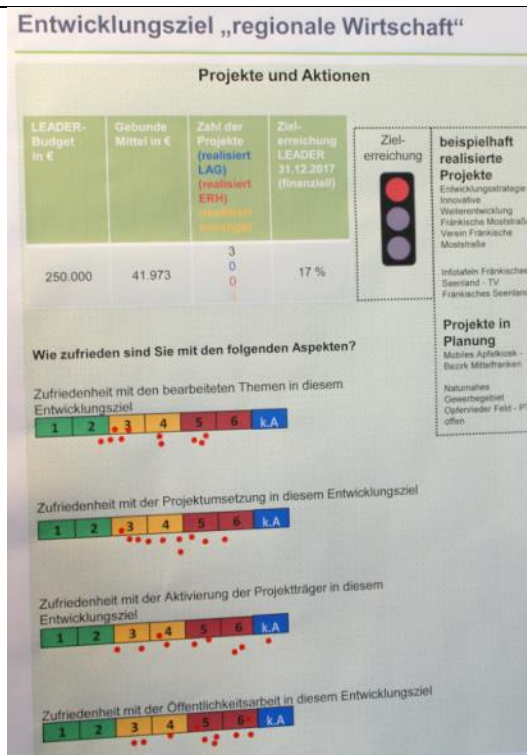 Entwicklungsziel „regionale Wirtschaft“
Projekte und Aktionen
LEADER-
Budget
in €
Gebunde
Mittel in €
Zahl der
Projekte
(realisiert
LAG)
(realisiert
ERH)
Ziel-
erreichung
LEADER
31.12.2017
(finanziell)
250.000
41.973
3
0
0
17 %
Ziel-
erreichung
beispielhaft
realisierte
Projekte
Entwicklungsstrategie
Innovative
Weiterentwicklung
Fränkische Moststraße
Verein Fränkische
Moststraße
Infotafeln Fränkisches
Seenland - TV
Fränkisches Seenland
Projekte in
Planung
Mobiles Apfelkiosk -
Bezirk Mittelfranken
Naturnahes
Gewerbegebiet
Opfenrieder Feld - PT
offen
Wie zufrieden sind Sie mit den folgenden Aspekten?
Zufriedenheit mit den bearbeiteten Themen in diesem
Entwicklungsziel
1 2 3 4 5 6 k.A
Zufriedenheit mit der Projektumsetzung in diesem Entwicklungsziel
1 2 3 4 5 6 k.A
Zufriedenheit mit der Aktivierung der Projektträger in diesem
Entwicklungsziel
1 2 3 4 5 6 k.A
Zufriedenheit mit der Öffentlichkeitsarbeit in diesem Entwicklungsziel
1 2 3 4 5 6 k.A